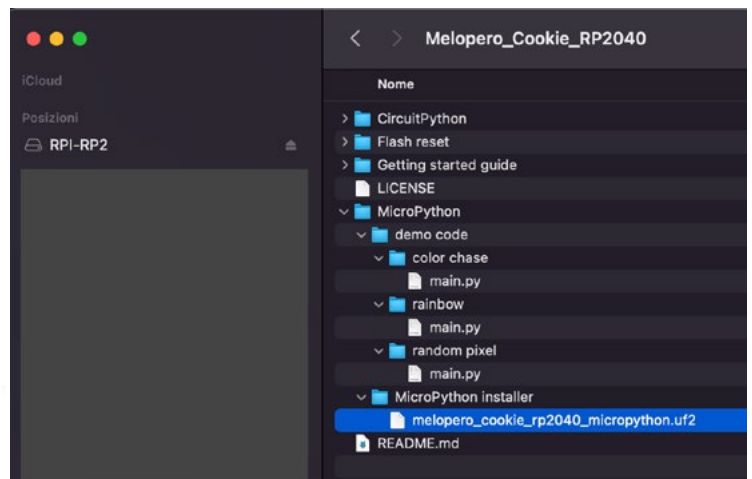 iCloud
Posizioni
RPI-RP2
Melopero_Cookie_RP2040
Nome
CircuitPython
Flash reset
Getting started guide
LICENSE
MicroPython
demo code
color chase
main.py
rainbow
main.py
random pixel
main.py
MicroPython installer
melopero_cookie_rp2040_micropython.uf2
README.md